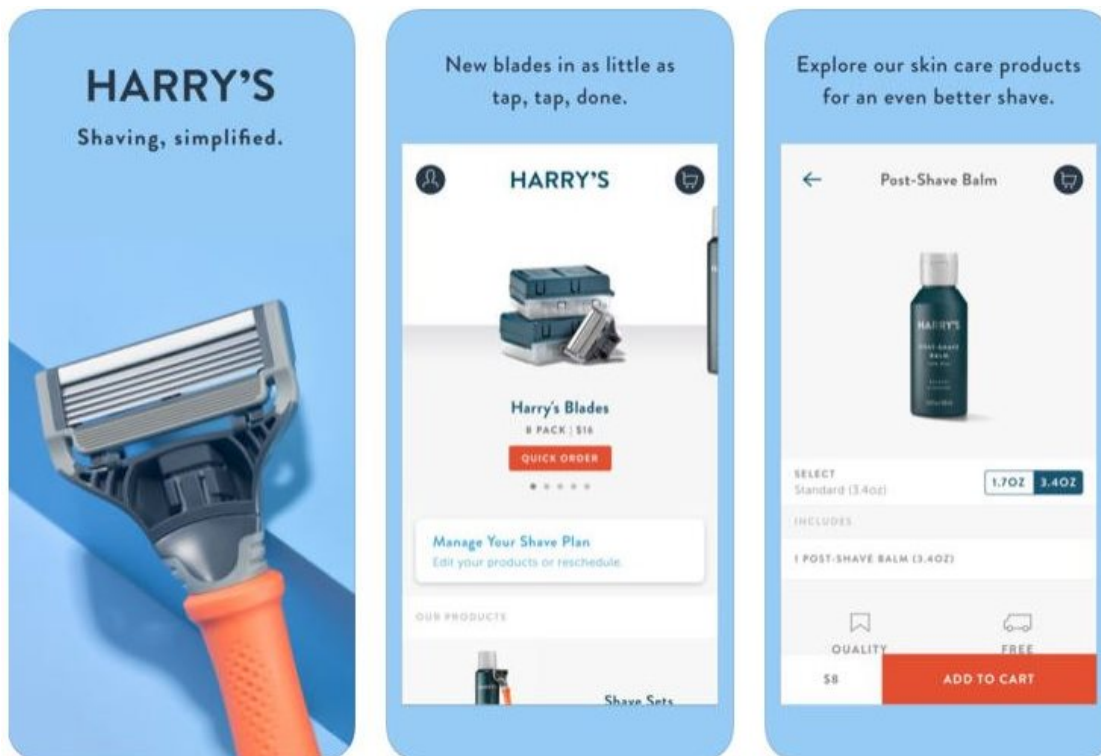 HARRY'S
Shaving, simplified.
New blades in as little as
tap, tap, done.
HARRY'S
Harry's Blades
8 PACK | $16
QUICK ORDER
Manage Your Shave Plan
Edit your products or reschedule.
OUR PRODUCTS
Shave Sets
Explore our skin care products
for an even better shave.
Post-Shave Balm
HARRY'S
POST-SHAVE
BALM
SELECT
Standard (3.4oz)
1.7OZ 3.4OZ
INCLUDES
1 POST-SHAVE BALM (3.4OZ)
QUALITY
FREE
$8
ADD TO CART